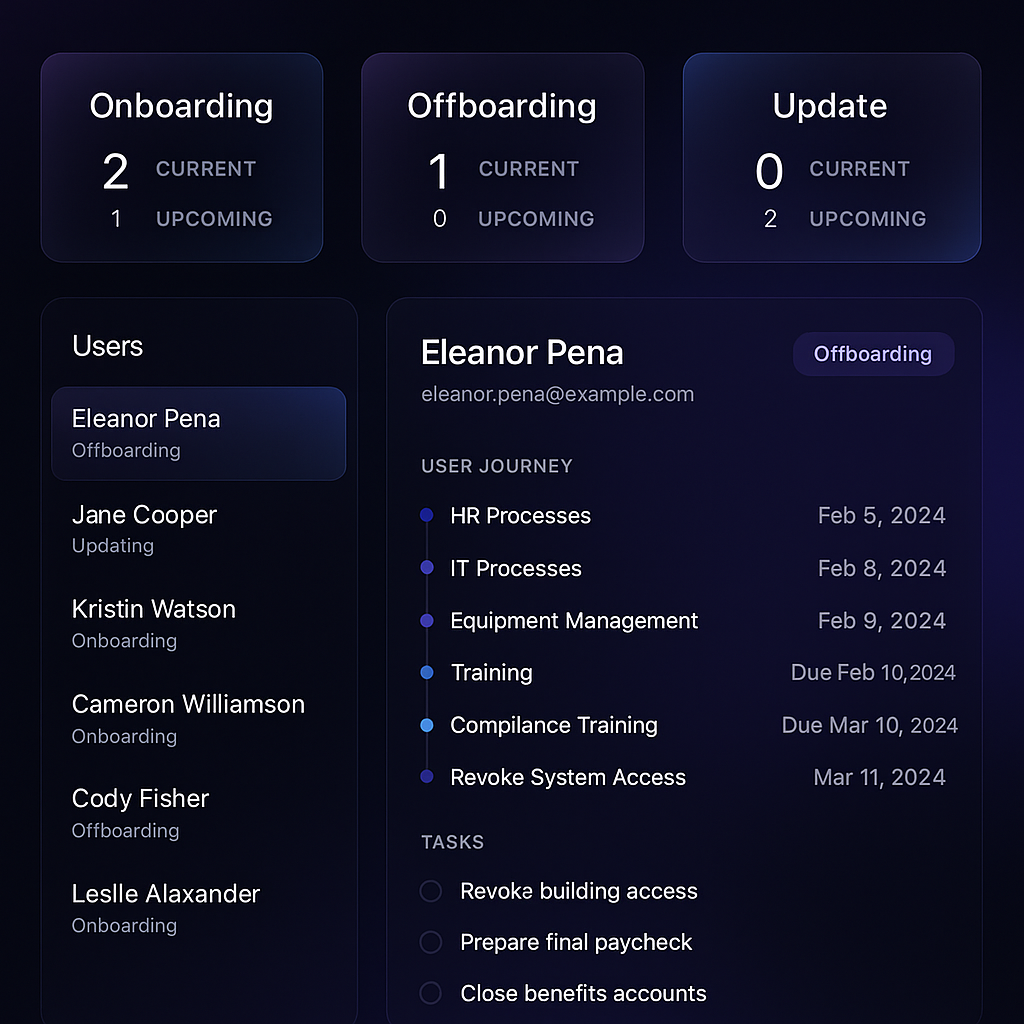 Onboarding
2 CURRENT
1 UPCOMING
Offboarding
1 CURRENT
0 UPCOMING
Update
0 CURRENT
2 UPCOMING
Users
Eleanor Pena
Offboarding
Jane Cooper
Updating
Kristin Watson
Onboarding
Cameron Williamson
Onboarding
Cody Fisher
Offboarding
Leslle Alaxander
Onboarding
Eleanor Pena
Offboarding
eleanor.pena@example.com
USER JOURNEY
HR Processes Feb 5, 2024
IT Processes Feb 8, 2024
Equipment Management Feb 9, 2024
Training Due Feb 10,2024
Compilance Training Due Mar 10, 2024
Revoke System Access Mar 11, 2024
TASKS
Revoke building access
Prepare final paycheck
Close benefits accounts